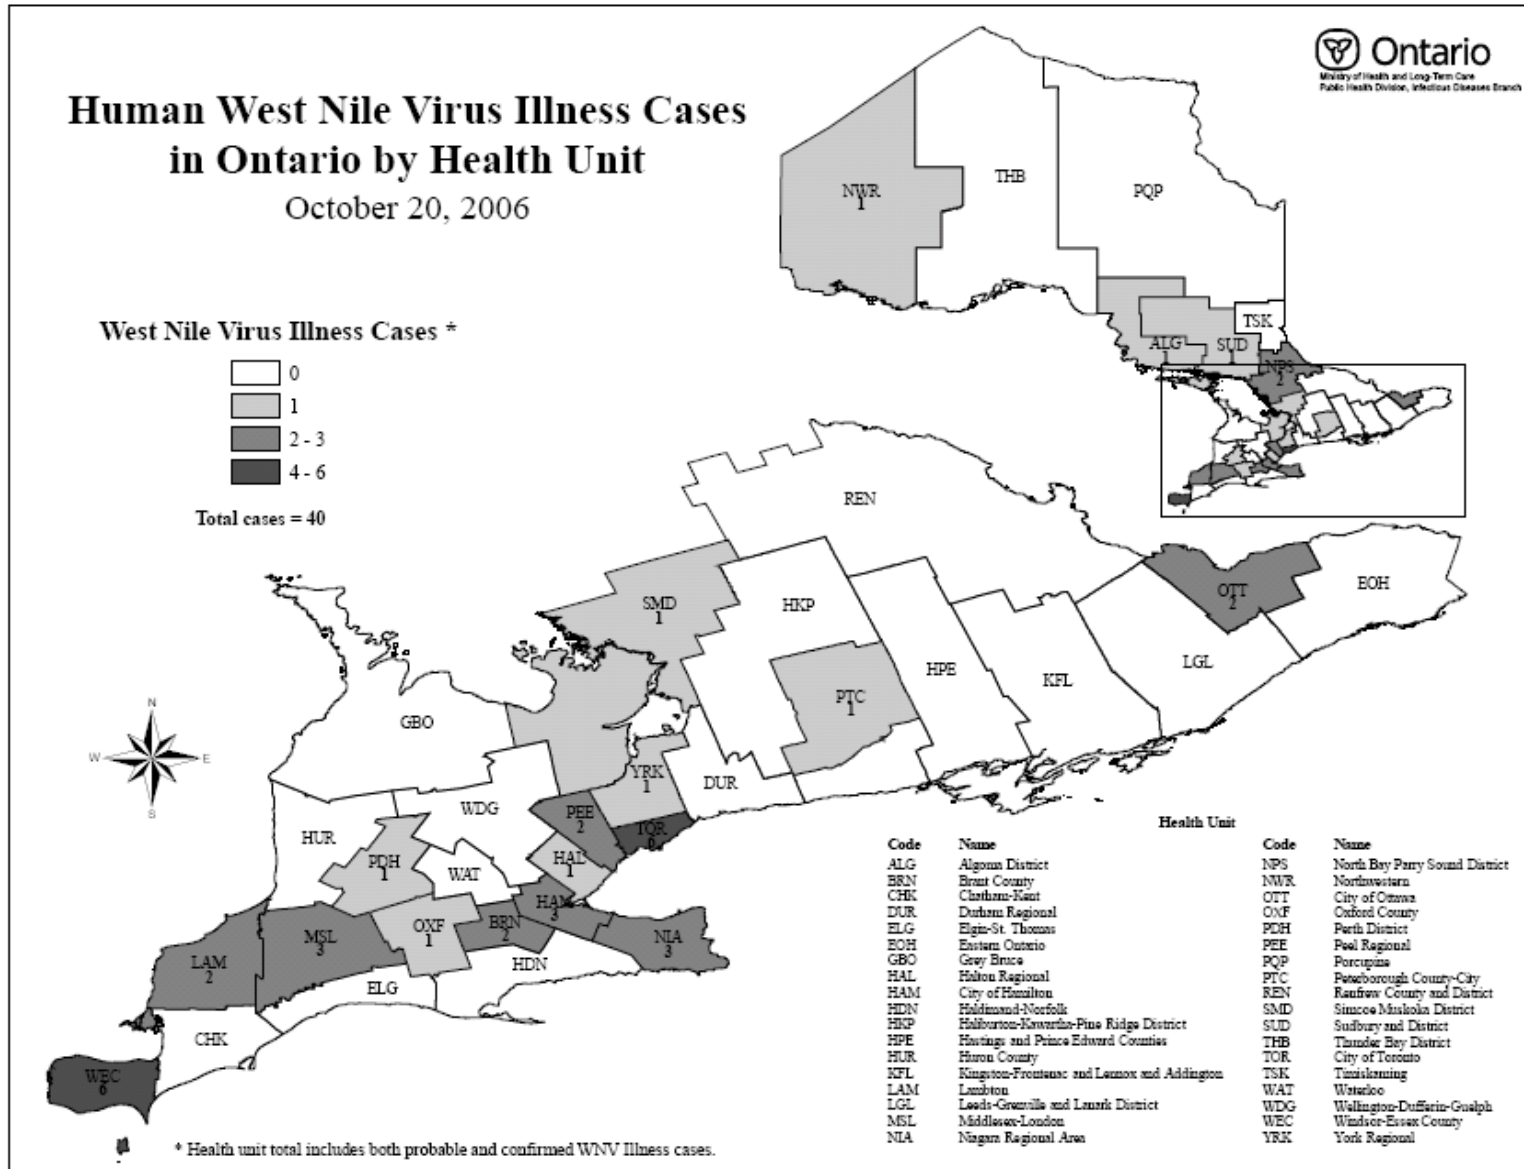 Ontario
Ministry of Health and Long-Term Care
Public Health Division, Infectious Diseases Branch
Human West Nile Virus Illness Cases
in Ontario by Health Unit
October 20, 2006
NWR
1
THB
PQP
TSK
ALG
1
SUD
1
NPS
2
West Nile Virus Illness Cases *
0
1
2 - 3
4 - 6
Total cases = 40
REN
SMD
1
HKP
OTT
2
EOH
HPE
KFL
LGL
PTC
1
GBO
N
W
E
S
YRK
1
DUR
WDG
PEE
2
TOR
6
HUR
PDH
1
WAT
HAL
1
HAM
3
OXF
1
BRN
2
MSL
3
NIA
3
LAM
2
HDN
ELG
CHK
WEC
6
Health Unit
Code Name Code Name
ALG Algoma District NPS North Bay Parry Sound District
BRN Brant County NWR Northwestern
CHK Chatham-Kent OTT City of Ottawa
DUR Durham Regional OXF Oxford County
ELG Elgin-St. Thomas PDH Perth District
EOH Eastern Ontario PEE Peel Regional
GBO Grey Bruce PQP Porcupine
HAL Halton Regional PTC Peterborough County-City
HAM City of Hamilton REN Renfrew County and District
HDN Haldimand-Norfolk SMD Simcoe Muskoka District
HKP Haliburton-Kawartha-Pine Ridge District SUD Sudbury and District
HPE Hastings and Prince Edward Counties THB Thunder Bay District
HUR Huron County TOR City of Toronto
KFL Kingston-Frontenac and Lennox and Addington TSK Timiskaming
LAM Lambton WAT Waterloo
LGL Leeds-Grenville and Lanark District WDG Wellington-Dufferin-Guelph
MSL Middlesex-London WEC Windsor-Essex County
NIA Niagara Regional Area YRK York Regional
* Health unit total includes both probable and confirmed WNV Illness cases.